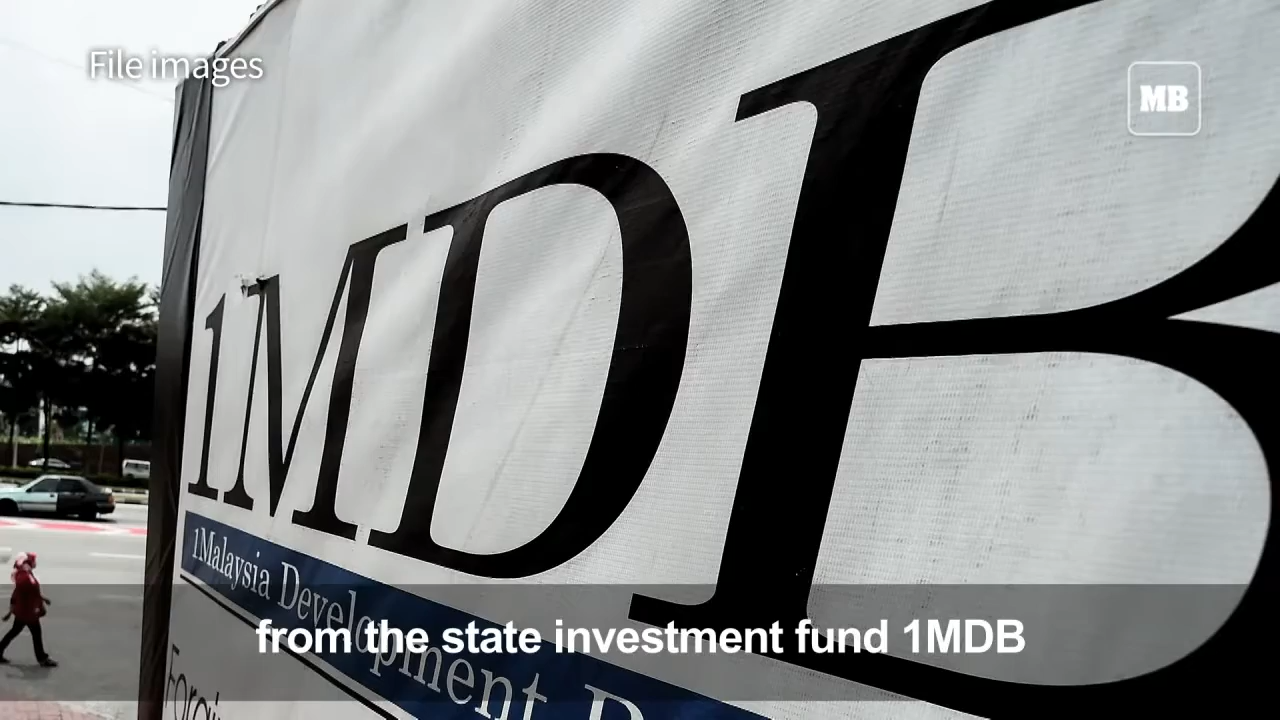 File images
MB
1MDB
1Malaysia Development
from the state investment fund 1MDB